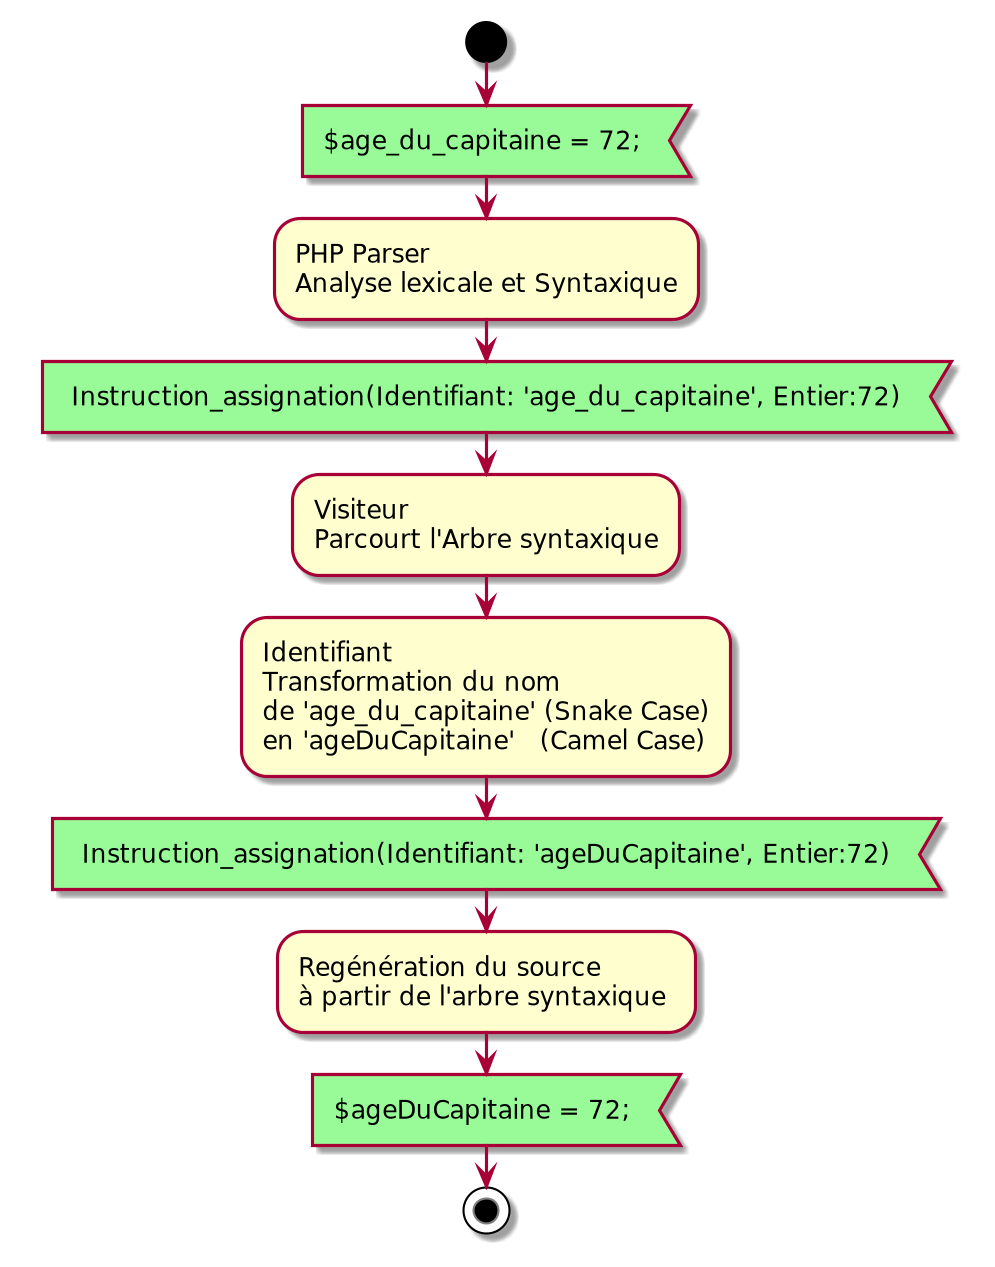 $age_du_capitaine = 72;
PHP Parser
Analyse lexicale et Syntaxique
Instruction_assignation(Identifiant: 'age_du_capitaine', Entier:72)
Visiteur
Parcourt l'Arbre syntaxique
Identifiant
Transformation du nom
de 'age_du_capitaine' (Snake Case)
en 'ageDuCapitaine'   (Camel Case)
Instruction_assignation(Identifiant: 'ageDuCapitaine', Entier:72)
Regénération du source
à partir de l'arbre syntaxique
$ageDuCapitaine = 72;